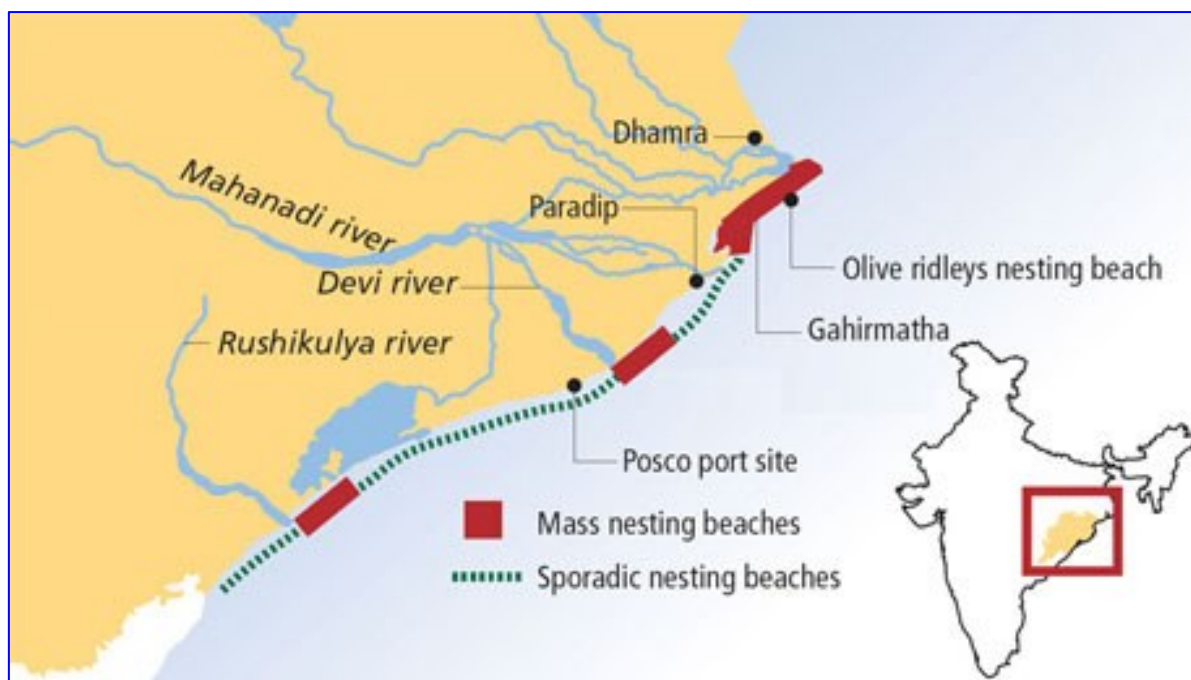 Dhamra
Mahanadi river
Paradip
Olive ridleys nesting beach
Devi river
Gahirmatha
Rushikulya river
Posco port site
Mass nesting beaches
Sporadic nesting beaches